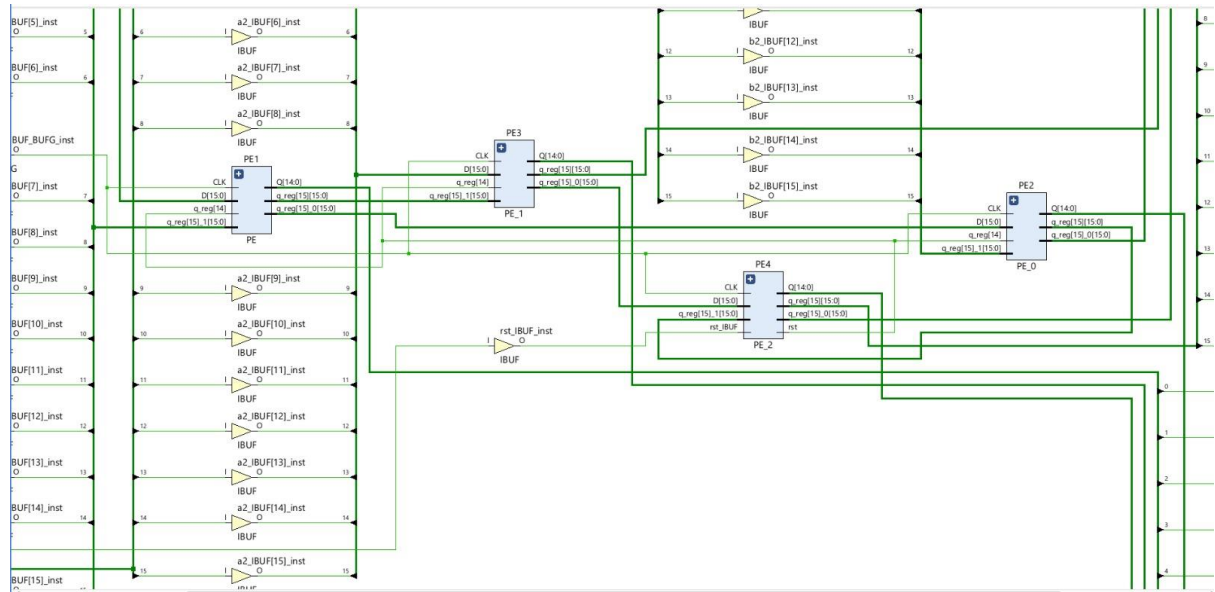 BUF[5]_inst
O
5
BUF[6]_inst
O
6
BUF_BUFG_inst
O
G
BUF[7]_inst
O
7
BUF[8]_inst
O
8
BUF[9]_inst
O
9
BUF[10]_inst
O
10
BUF[11]_inst
O
11
BUF[12]_inst
O
12
BUF[13]_inst
O
13
BUF[14]_inst
O
14
BUF[15]_inst
O
a2_IBUF[6]_inst
6 I O 6
IBUF
a2_IBUF[7]_inst
7 I O 7
IBUF
a2_IBUF[8]_inst
8 I O 8
IBUF
PE1
CLK Q[14:0]
D[15:0] q_reg[15][15:0]
q_reg[14] q_reg[15]_0[15:0]
q_reg[15]_1[15:0]
PE
a2_IBUF[9]_inst
9 I O 9
IBUF
a2_IBUF[10]_inst
10 I O 10
IBUF
a2_IBUF[11]_inst
11 I O 11
IBUF
a2_IBUF[12]_inst
12 I O 12
IBUF
a2_IBUF[13]_inst
13 I O 13
IBUF
a2_IBUF[14]_inst
14 I O 14
IBUF
a2_IBUF[15]_inst
15 I O 15
PE3
CLK Q[14:0]
D[15:0] q_reg[15][15:0]
q_reg[14] q_reg[15]_0[15:0]
q_reg[15]_1[15:0]
PE_1
rst_IBUF_inst
I O
IBUF
IBUF
b2_IBUF[12]_inst
12 I O 12
IBUF
b2_IBUF[13]_inst
13 I O 13
IBUF
b2_IBUF[14]_inst
14 I O 14
IBUF
b2_IBUF[15]_inst
15 I O 15
IBUF
PE4
CLK Q[14:0]
D[15:0] q_reg[15][15:0]
q_reg[15]_1[15:0] q_reg[15]_0[15:0]
rst_IBUF rst
PE_2
PE2
CLK Q[14:0]
D[15:0] q_reg[15][15:0]
q_reg[14] q_reg[15]_0[15:0]
q_reg[15]_1[15:0]
PE_0
8
9
10
11
12
13
14
15
0
1
2
3
4